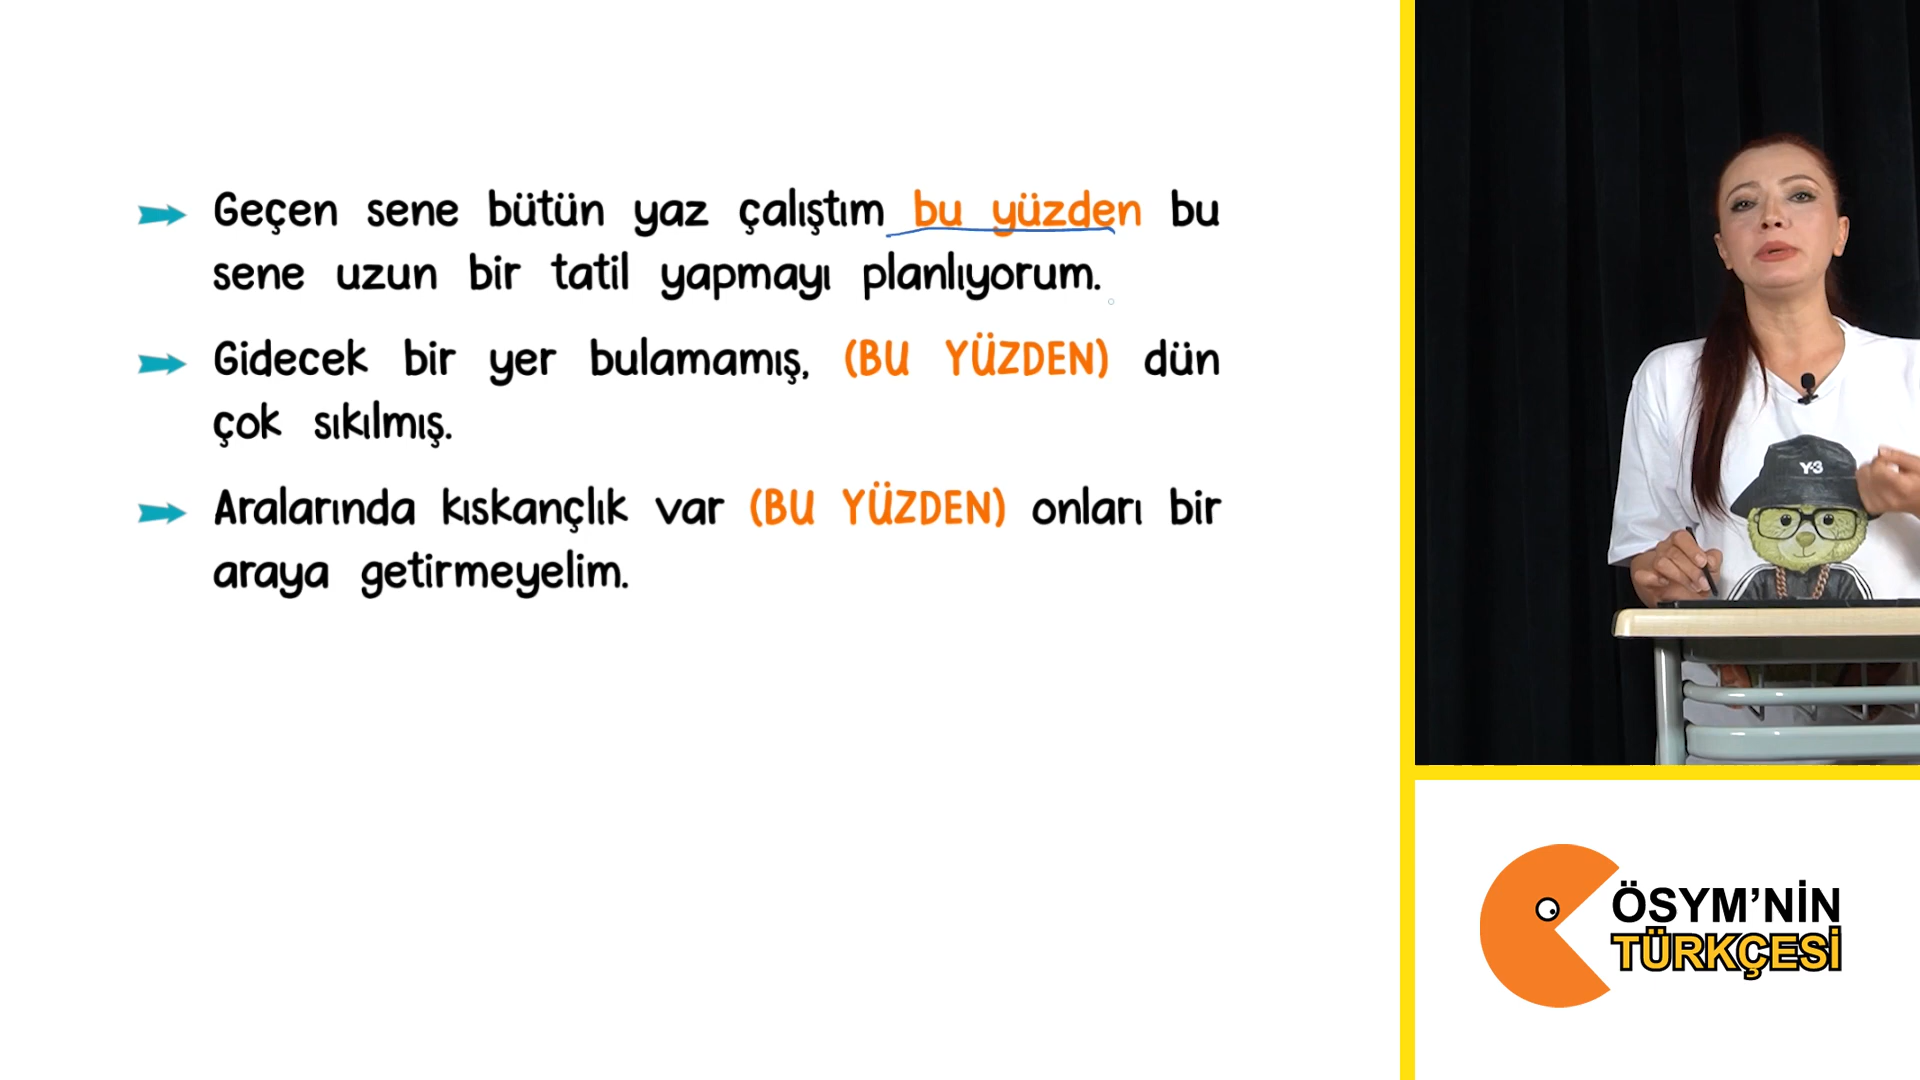 Geçen sene bütün yaz çalıştım bu yüzden bu
sene uzun bir tatil yapmayı planlıyorum.
Gidecek bir yer bulamamış, (BU YÜZDEN) dün
çok sıkılmış.
Aralarında kıskançlık var (BU YÜZDEN) onları bir
araya getirmeyelim.
Y-3
ÖSYM’NİN
TÜRKÇESİ